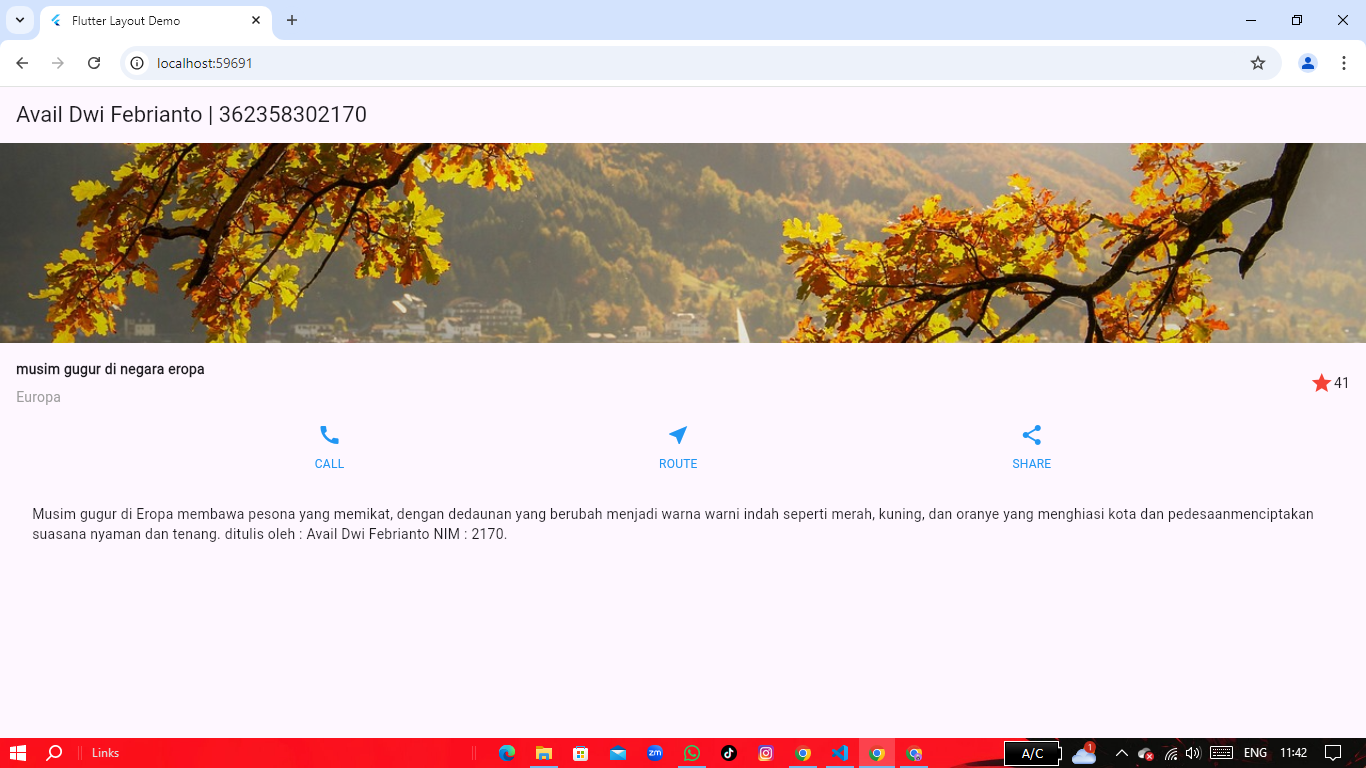 Flutter Layout Demo
localhost:59691
Avail Dwi Febrianto | 362358302170
musim gugur di negara eropa
Europa
41
CALL
ROUTE
SHARE
Musim gugur di Eropa membawa pesona yang memikat, dengan dedaunan yang berubah menjadi warna warni indah seperti merah, kuning, dan oranye yang menghiasi kota dan pedesaanmenciptakan
suasana nyaman dan tenang. ditulis oleh : Avail Dwi Febrianto NIM : 2170.
Links
zm
A/C
1
ENG
11:42